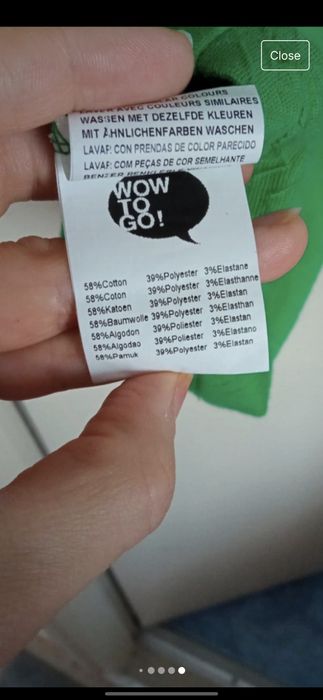 Close
COLOURS
AVEC COULEURS SIMILAIRES
WASSEN MET DEZELFDE KLEUREN
MIT ÄHNLICHENFARBEN WASCHEN
LAVAR CON PRENDAS DE COLOR PARECIDO
LAVAR COM PEÇAS DE COR SEMELHANTE
WOW
TO
GO!
58%Cotton 39%Polyester 3%Elastane
58%Coton 39%Polyester 3%Elasthanne
58%Katoen 39%Polyester 3%Elastan
58%Baumwolle 39%Polyester 3%Elasthan
58%Algodon 39%Poliester 3%Elastan
58%Algodao 39%Poliester 3%Elastano
58%Pamuk 39%Polyester 3%Elastan